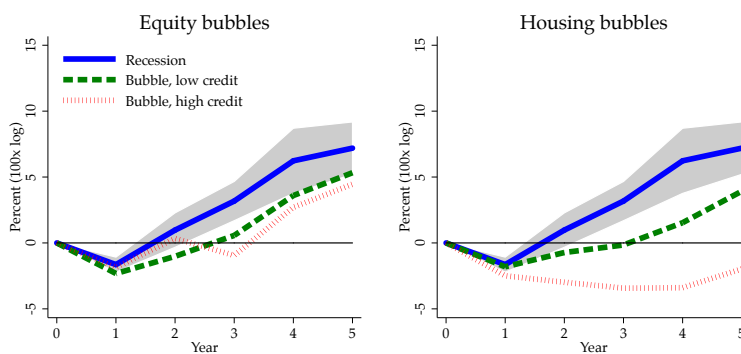 Equity bubbles
Housing bubbles
15
10
5
0
-5
Percent (100x log)
Recession
Bubble, low credit
Bubble, high credit
0 1 2 3 4 5
Year
15
10
5
0
-5
Percent (100x log)
0 1 2 3 4 5
Year